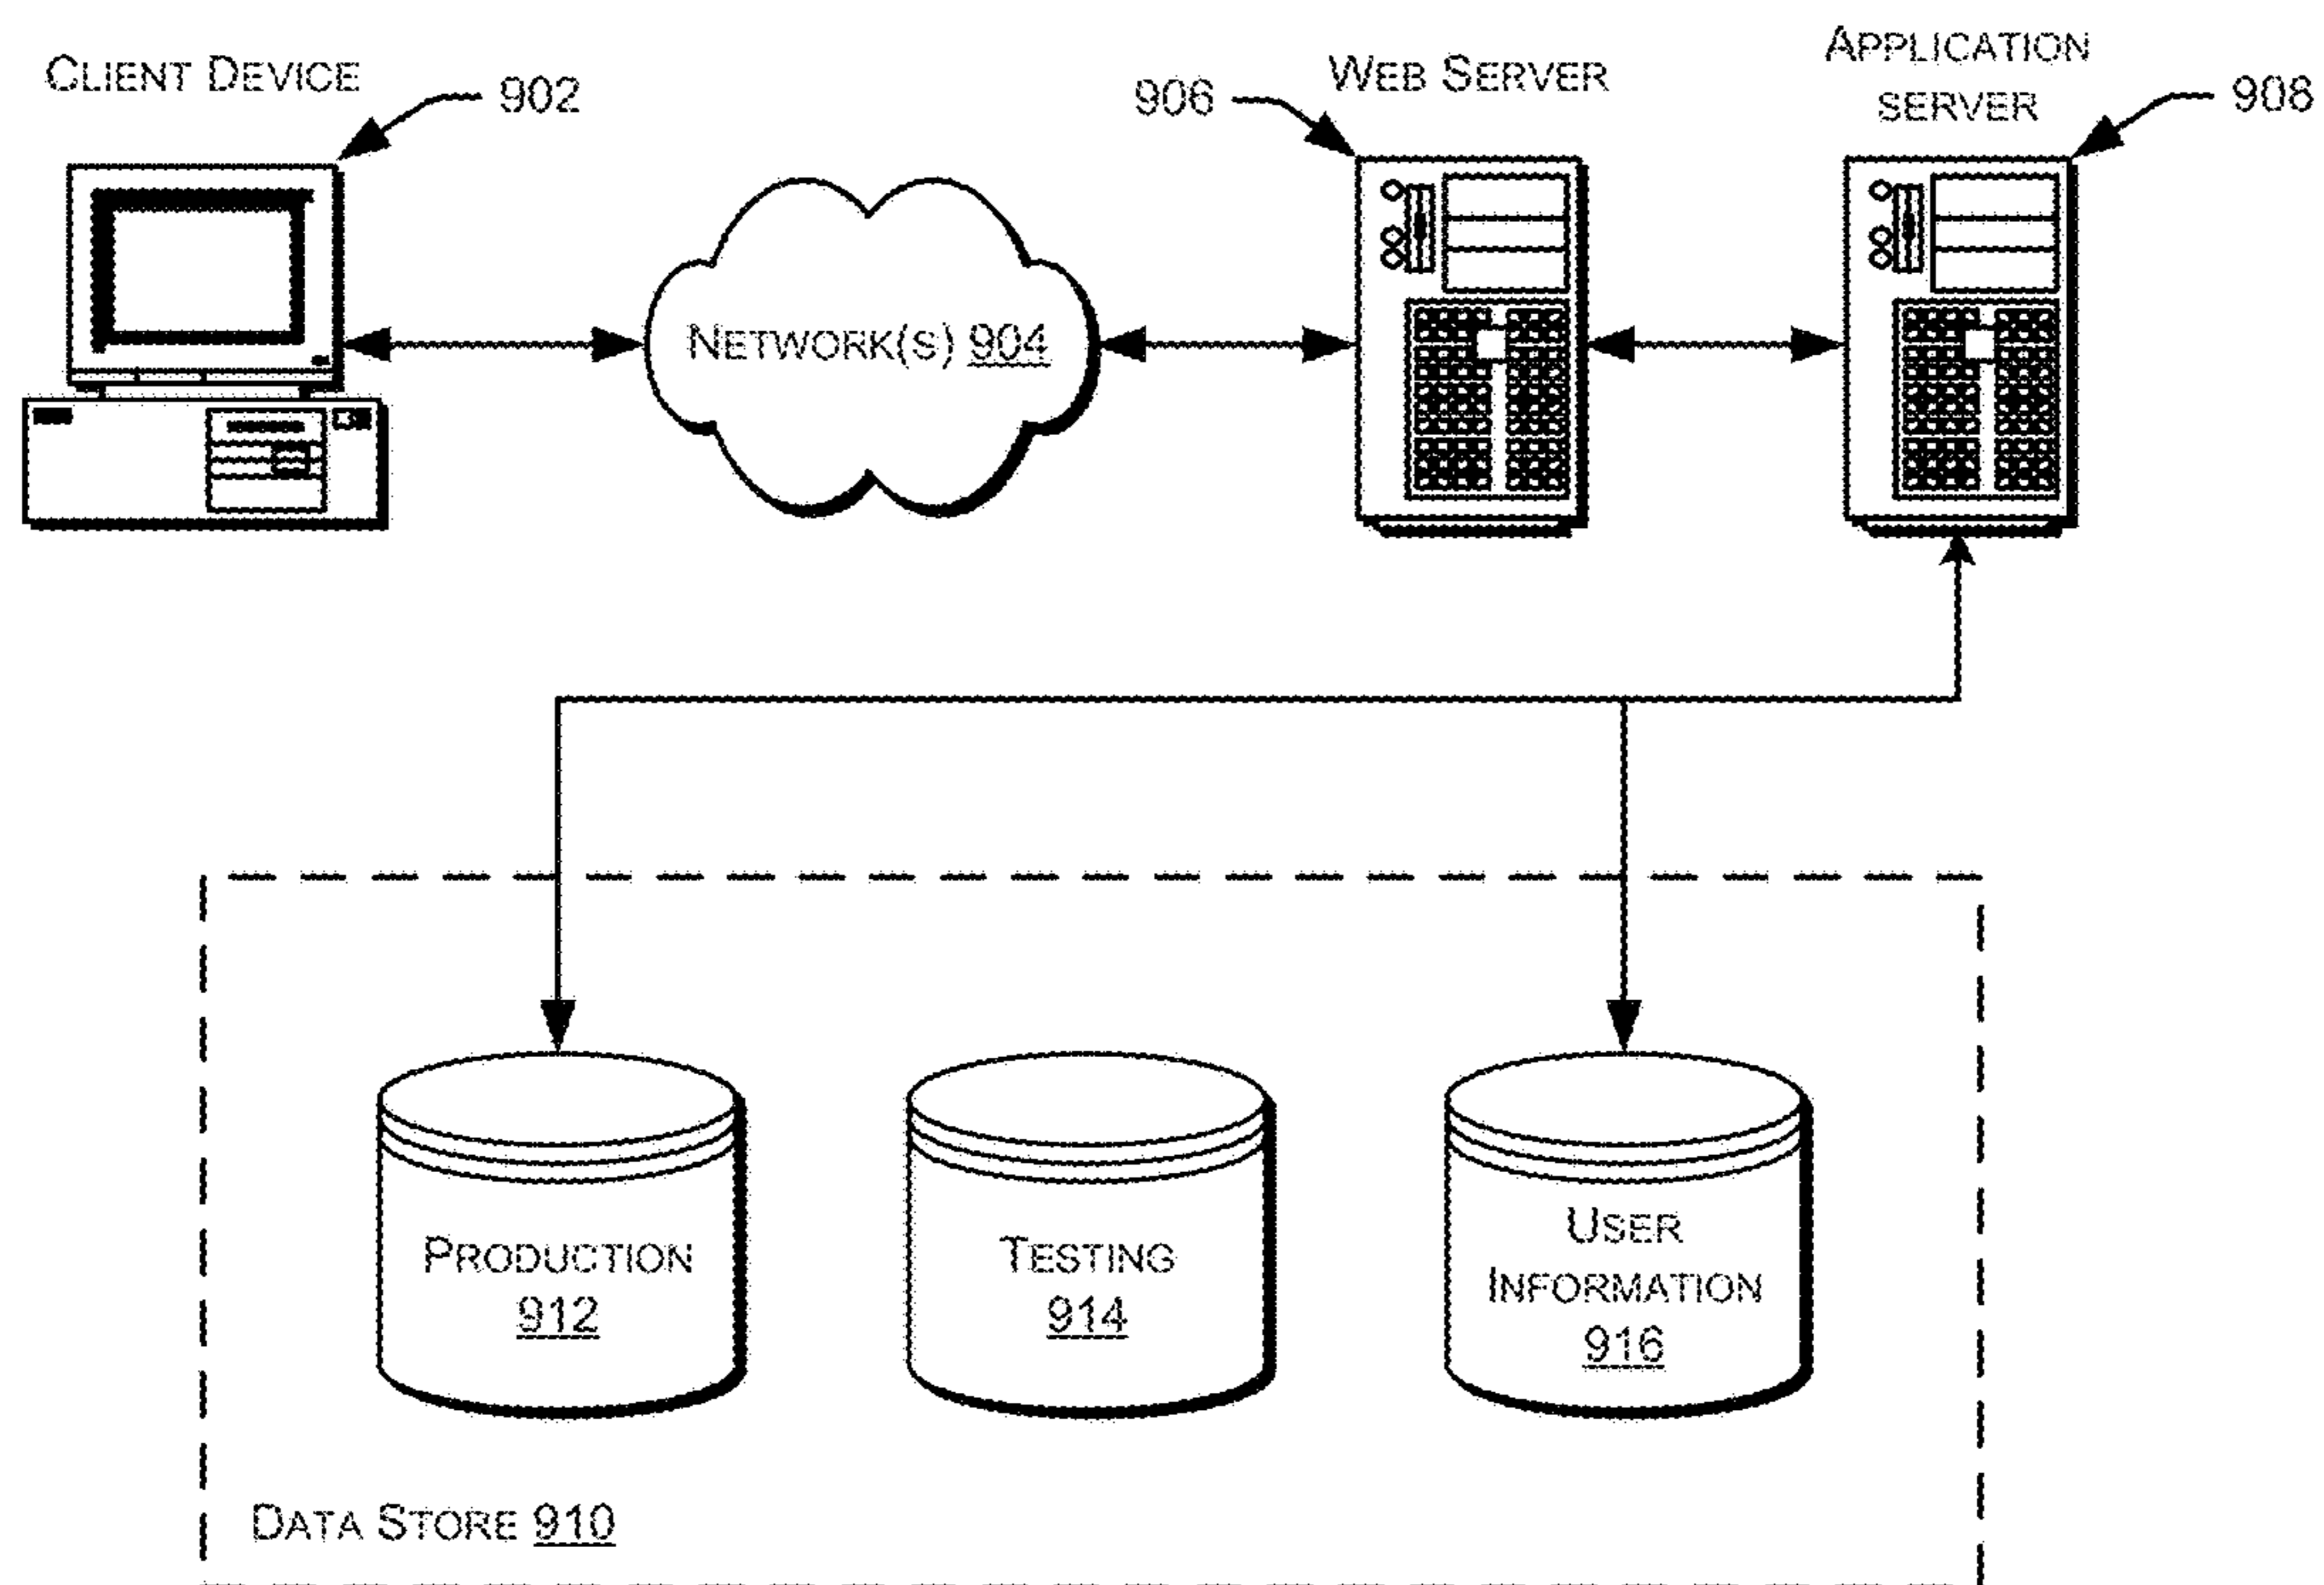 CLIENT DEVICE
902
906
WEB SERVER
APPLICATION
SERVER
908
NETWORK(S) 904
PRODUCTION
912
TESTING
914
USER
INFORMATION
916
DATA STORE 910